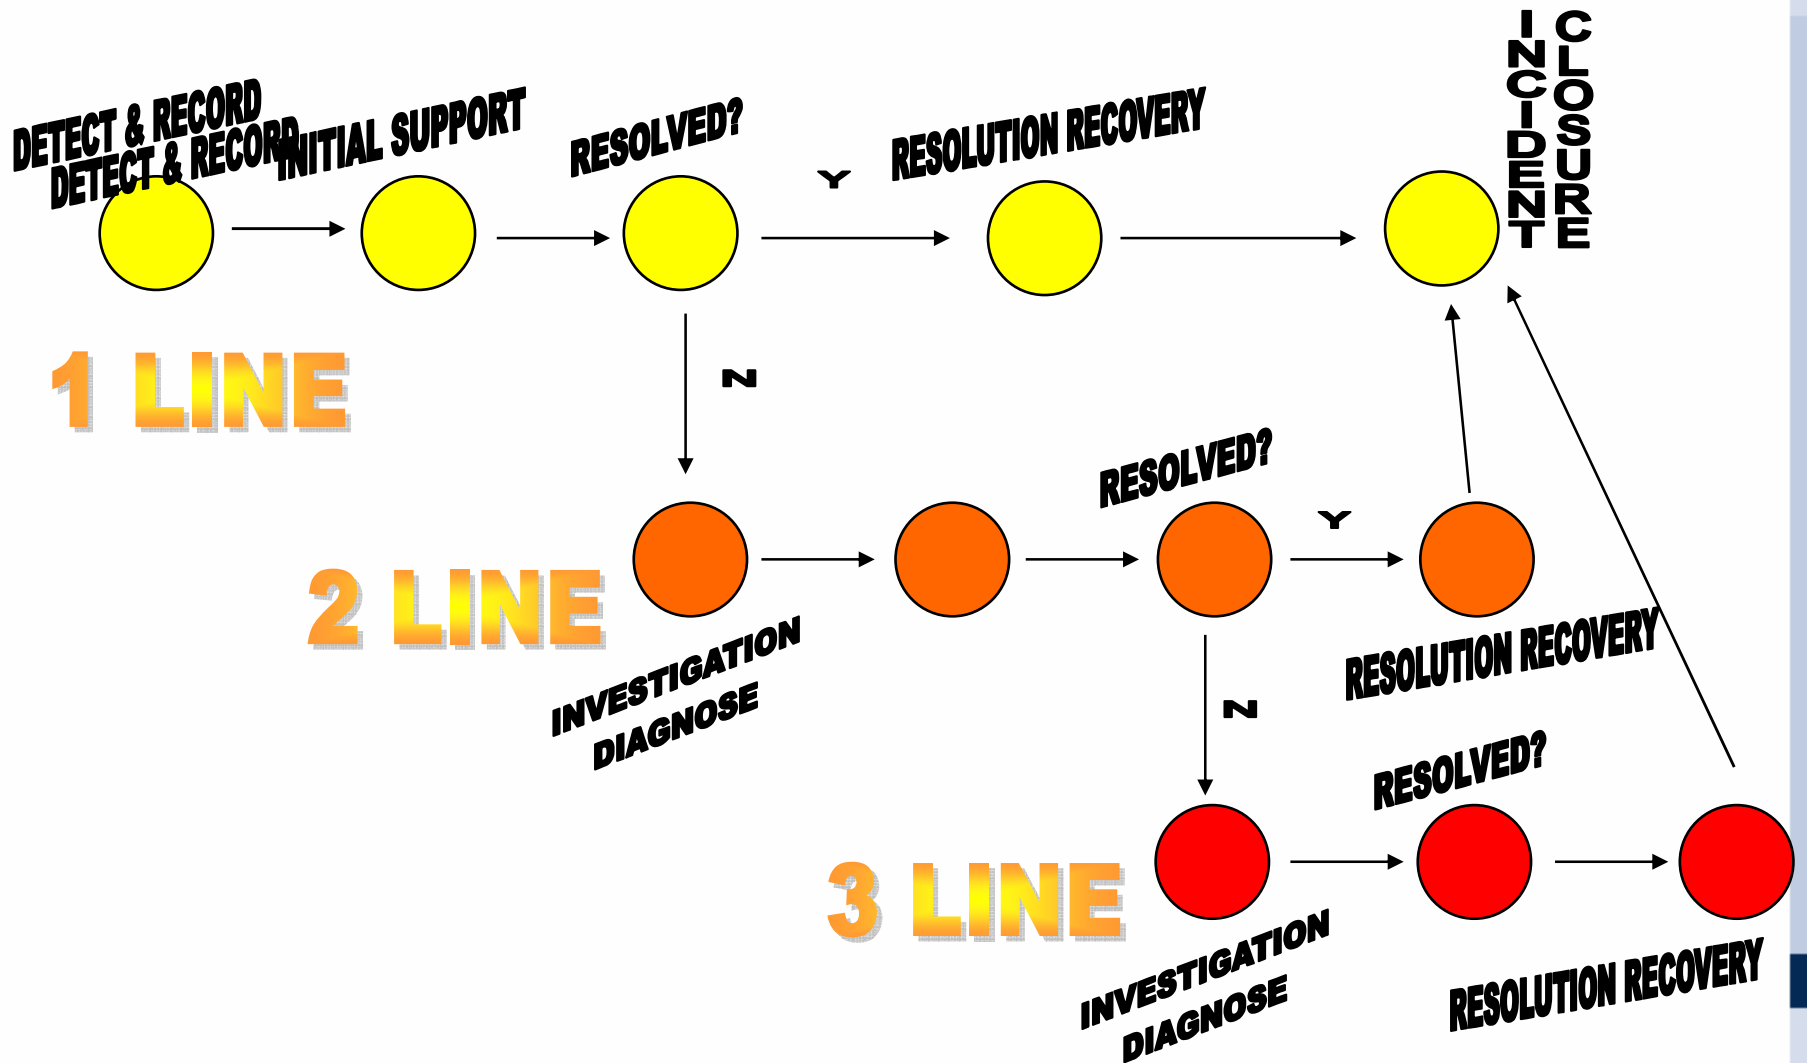 DETECT & RECORD
DETECT & RECORD
INITIAL SUPPORT
RESOLVED?
Y
RESOLUTION RECOVERY
INCIDENT
CLOSURE
1 LINE
N
RESOLVED?
Y
2 LINE
INVESTIGATION
DIAGNOSE
RESOLUTION RECOVERY
N
RESOLVED?
3 LINE
INVESTIGATION
DIAGNOSE
RESOLUTION RECOVERY